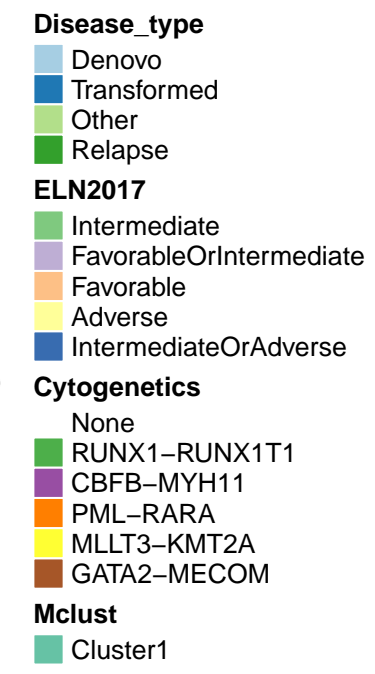 Disease_type
Denovo
Transformed
Other
Relapse
ELN2017
Intermediate
FavorableOrIntermediate
Favorable
Adverse
IntermediateOrAdverse
Cytogenetics
None
RUNX1−RUNX1T1
CBFB−MYH11
PML−RARA
MLLT3−KMT2A
GATA2−MECOM
Mclust
Cluster1